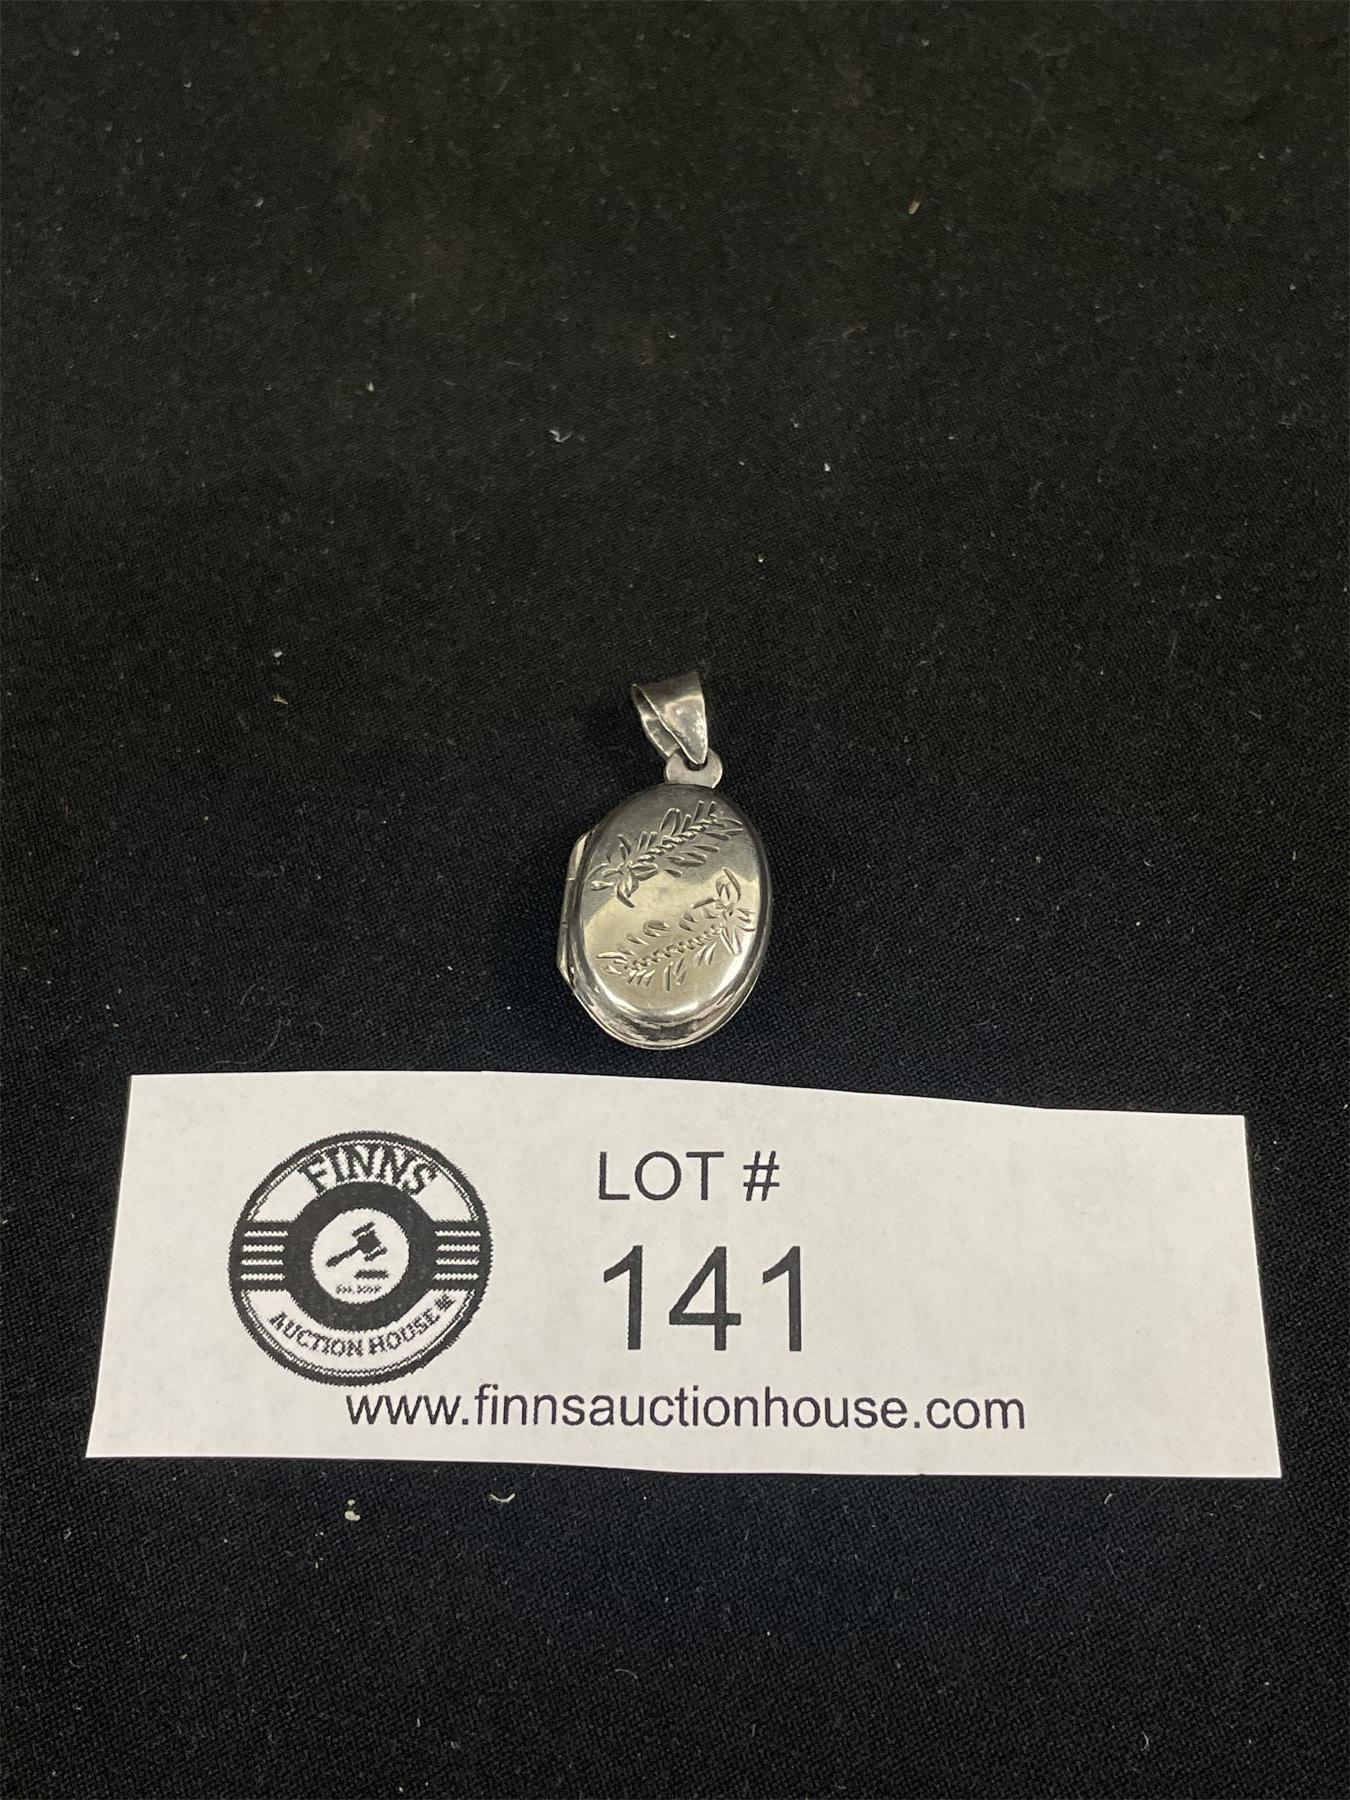 FINNS
AUCTION HOUSE
LOT #
141
www.finnsauctionhouse.com